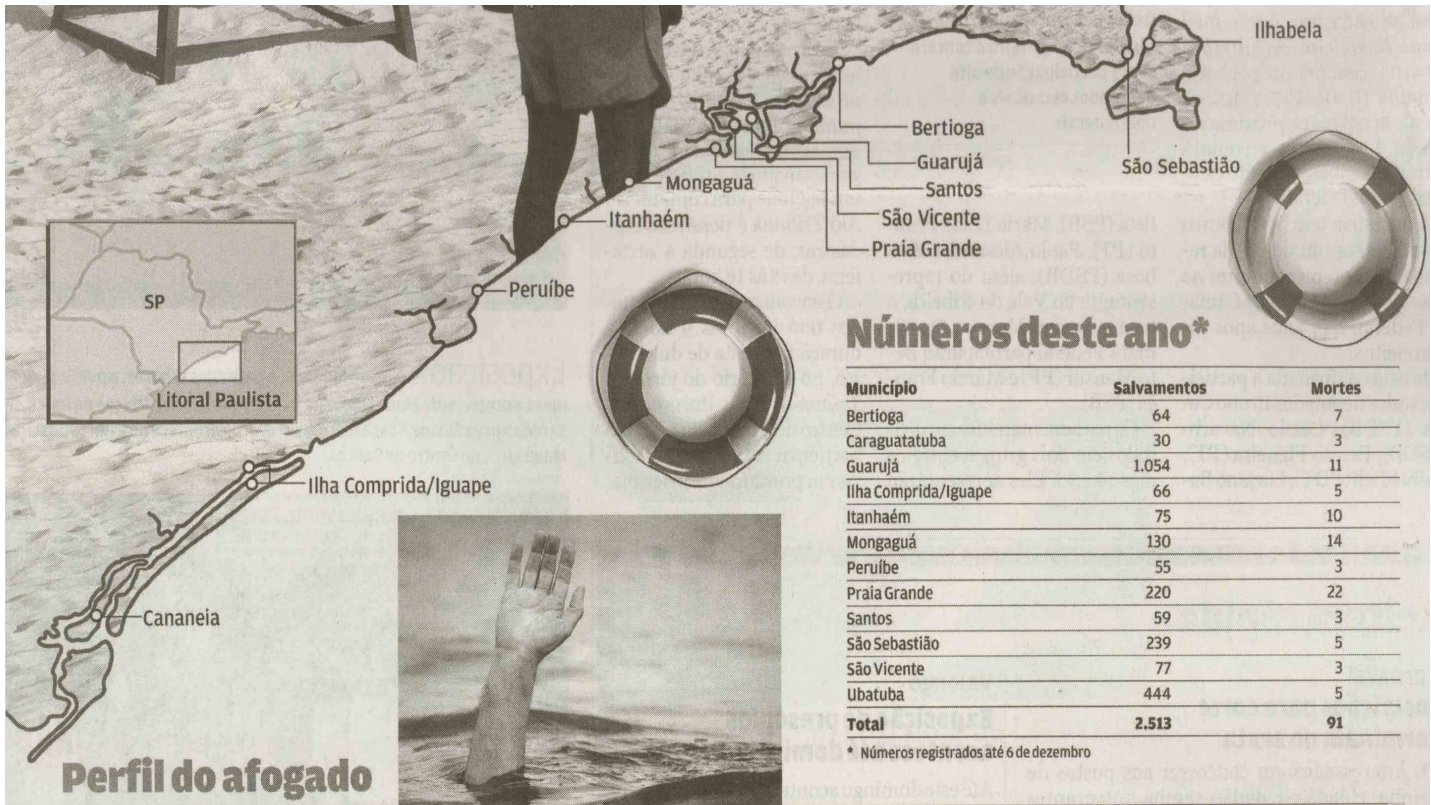 Ilhabela
São Sebastião
Bertioga
Guarujá
Santos
São Vicente
Praia Grande
Mongaguá
Itanhaém
Peruíbe
SP
Litoral Paulista
Ilha Comprida/Iguape
Cananeia
Números deste ano*
Município Salvamentos Mortes
Bertioga 64 7
Caraguatatuba 30 3
Guarujá 1.054 11
Ilha Comprida/Iguape 66 5
Itanhaém 75 10
Mongaguá 130 14
Peruíbe 55 3
Praia Grande 220 22
Santos 59 3
São Sebastião 239 5
São Vicente 77 3
Ubatuba 444 5
Total 2.513 91
* Números registrados até 6 de dezembro
Perfil do afogado